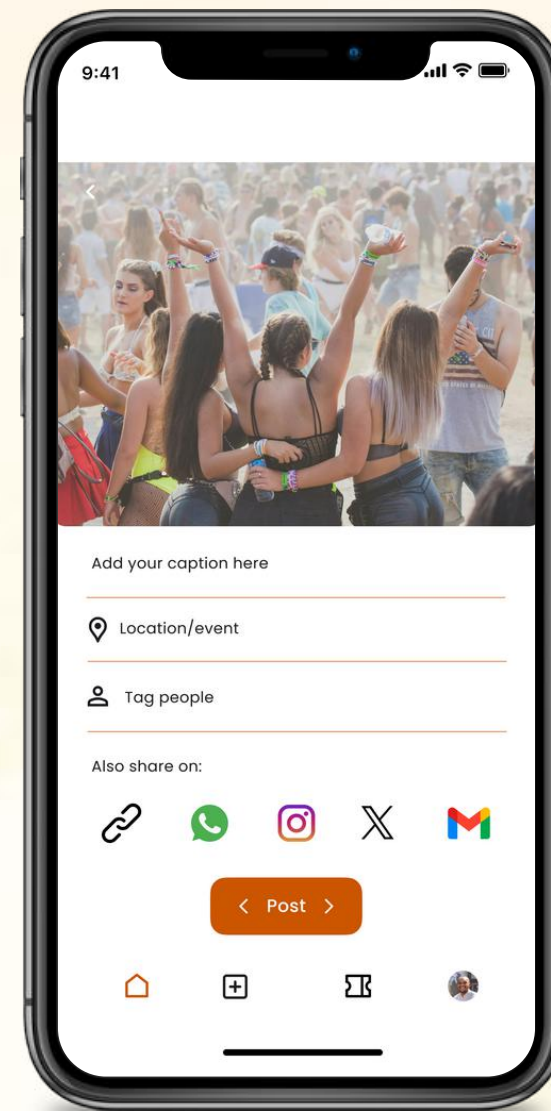 9:41
Add your caption here
Location/event
Tag people
Also share on:
Post